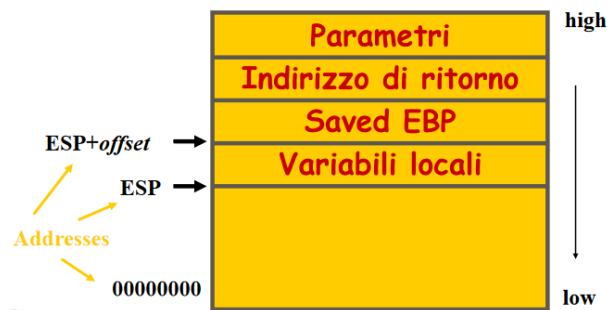 high
Parametri
Indirizzo di ritorno
Saved EBP
ESP+offset
Variabili locali
ESP
Addresses
00000000
low